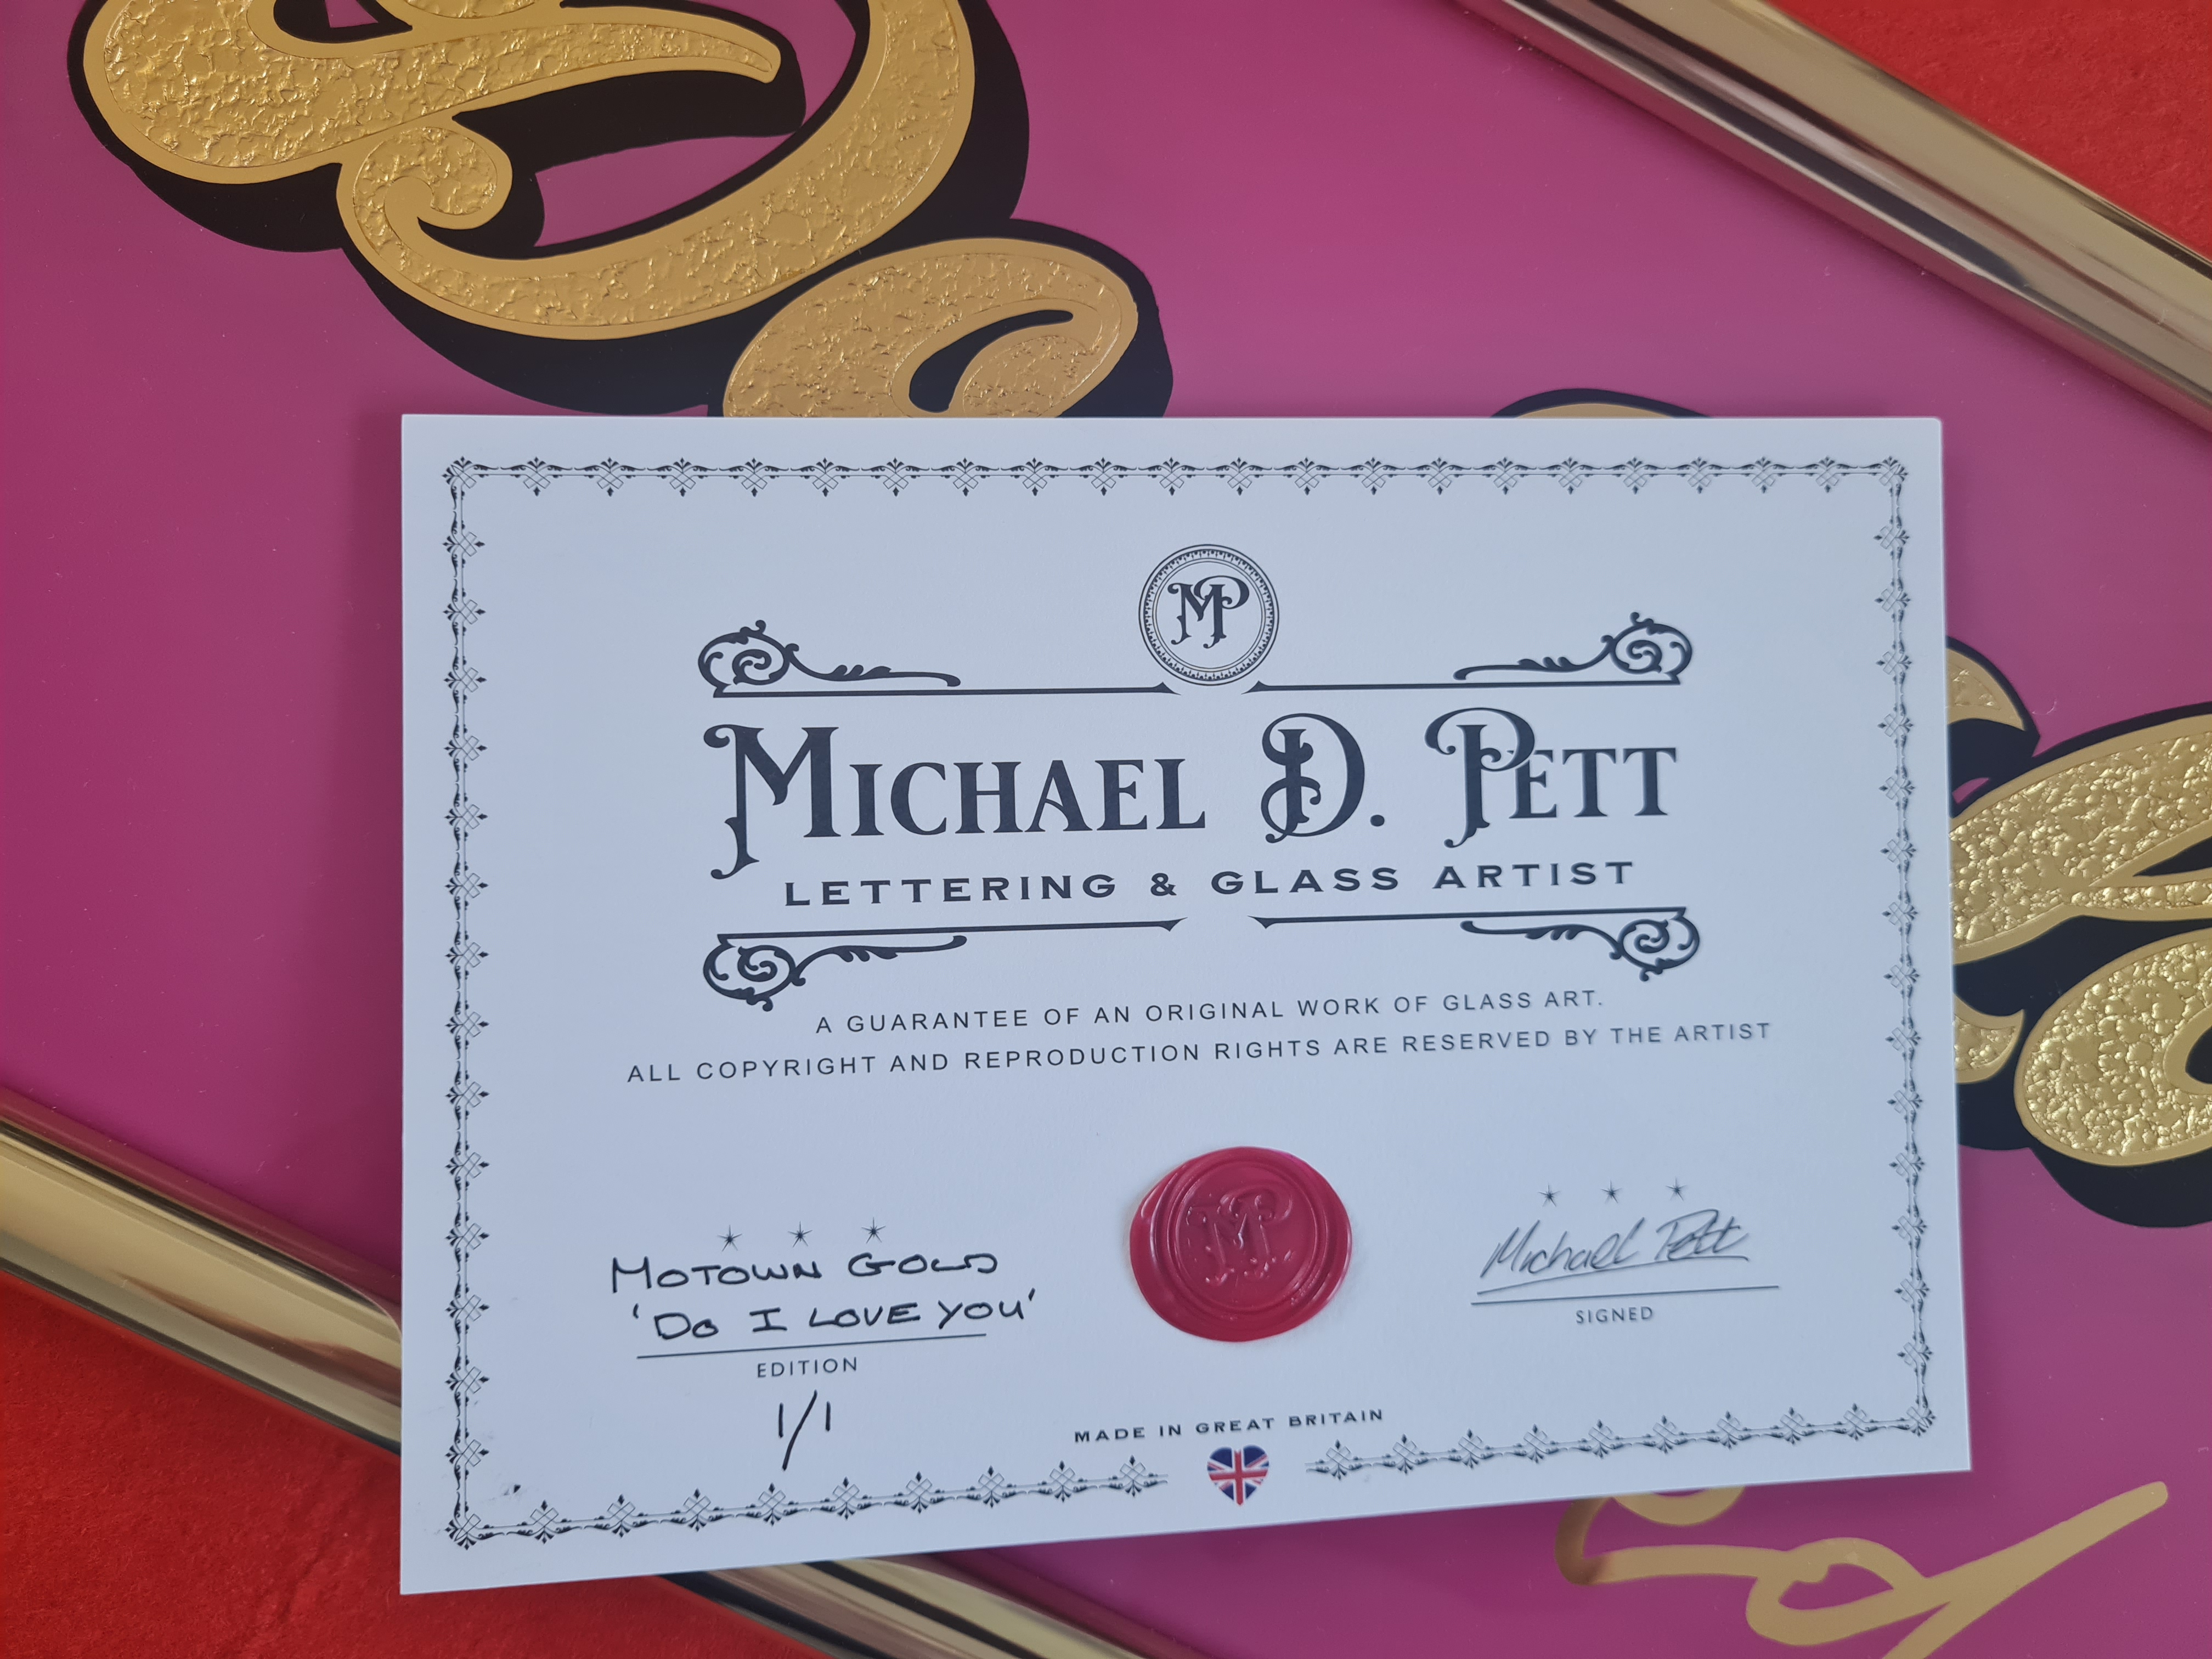 MP
MICHAEL D. PETT
LETTERING & GLASS ARTIST
A GUARANTEE OF AN ORIGINAL WORK OF GLASS ART.
ALL COPYRIGHT AND REPRODUCTION RIGHTS ARE RESERVED BY THE ARTIST
MOTOWN GOLD
'DO I LOVE YOU'
EDITION
1/1
MP
Michael Pett
SIGNED
MADE IN GREAT BRITAIN